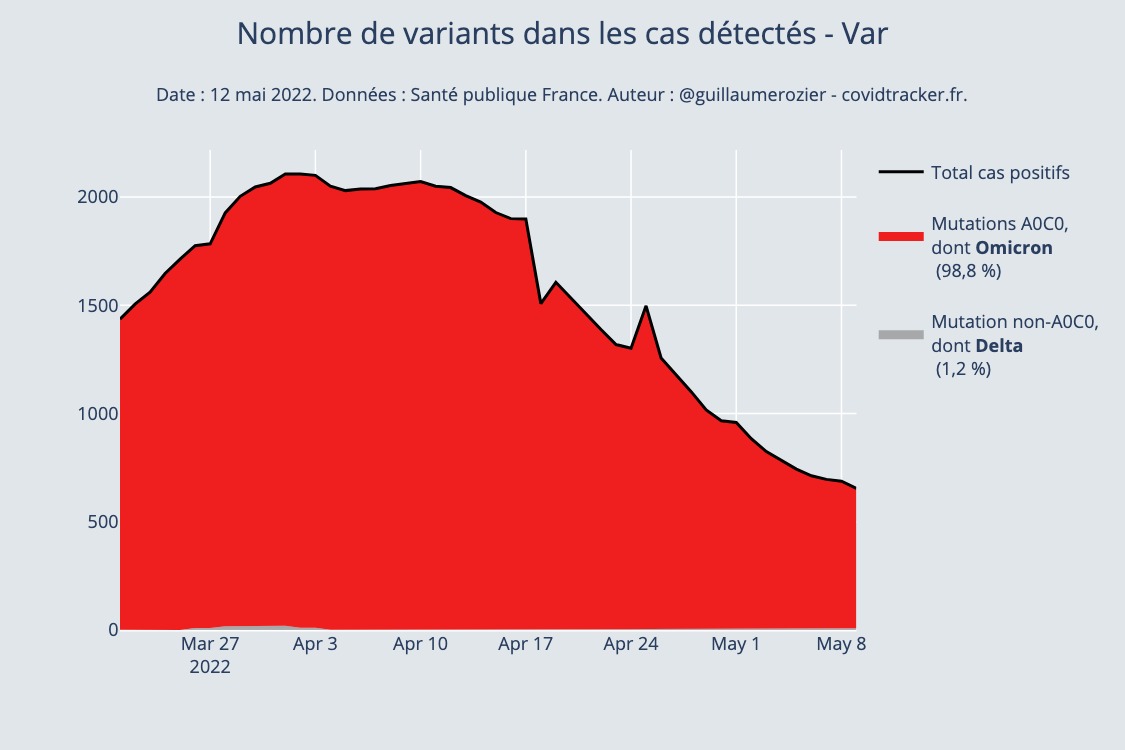 Nombre de variants dans les cas détectés - Var
Date : 12 mai 2022. Données : Santé publique France. Auteur : @guillaumerozier - covidtracker.fr.
2000
1500
1000
500
0
Mar 27
2022
Apr 3
Apr 10
Apr 17
Apr 24
May 1
May 8
Total cas positifs
Mutations A0C0,
dont Omicron
(98,8 %)
Mutation non-A0C0,
dont Delta
(1,2 %)